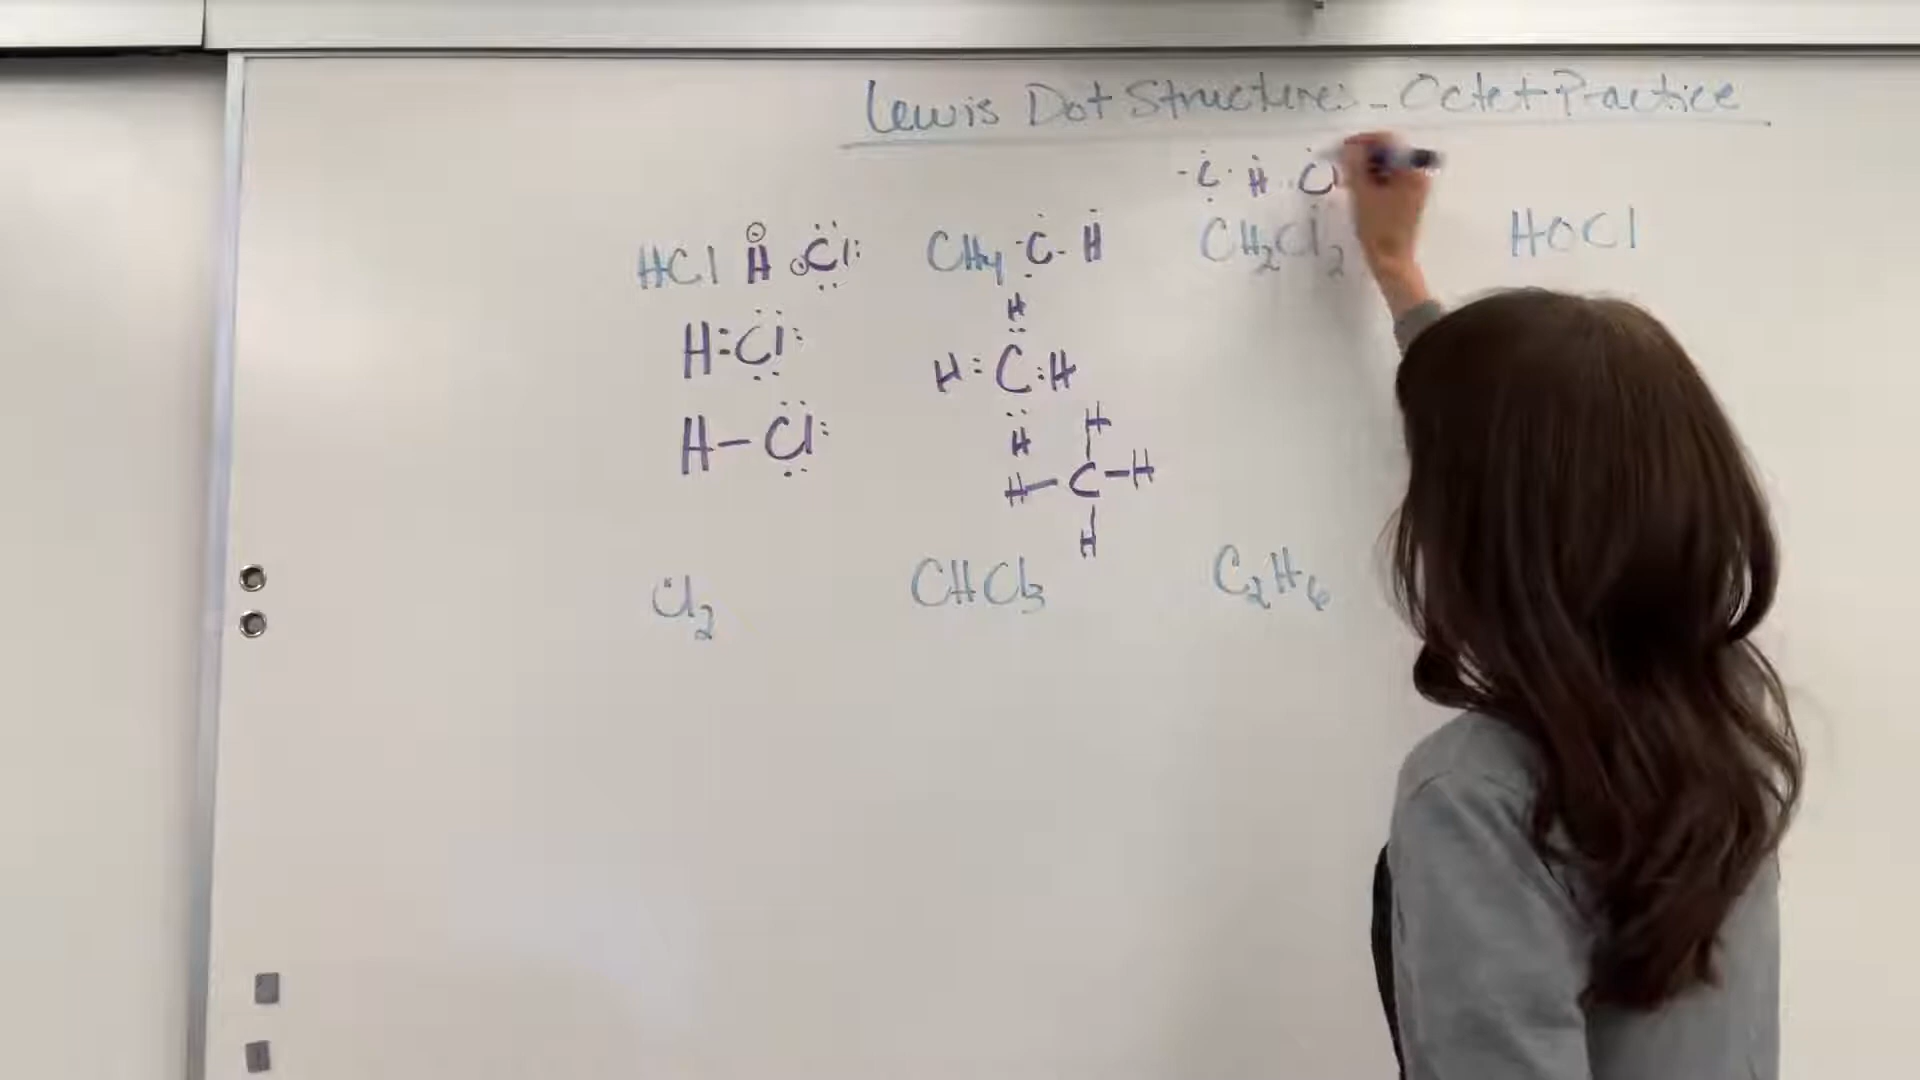 Lewis Dot Structures - Octet Practice
·C· H Cl
HCl H Cl: CH4 ·C· H CH2Cl2 HOCl
H:Cl: H
H:C:H
H–Cl: H H
H–C–H
H
Cl2 CHCl3 C2H6